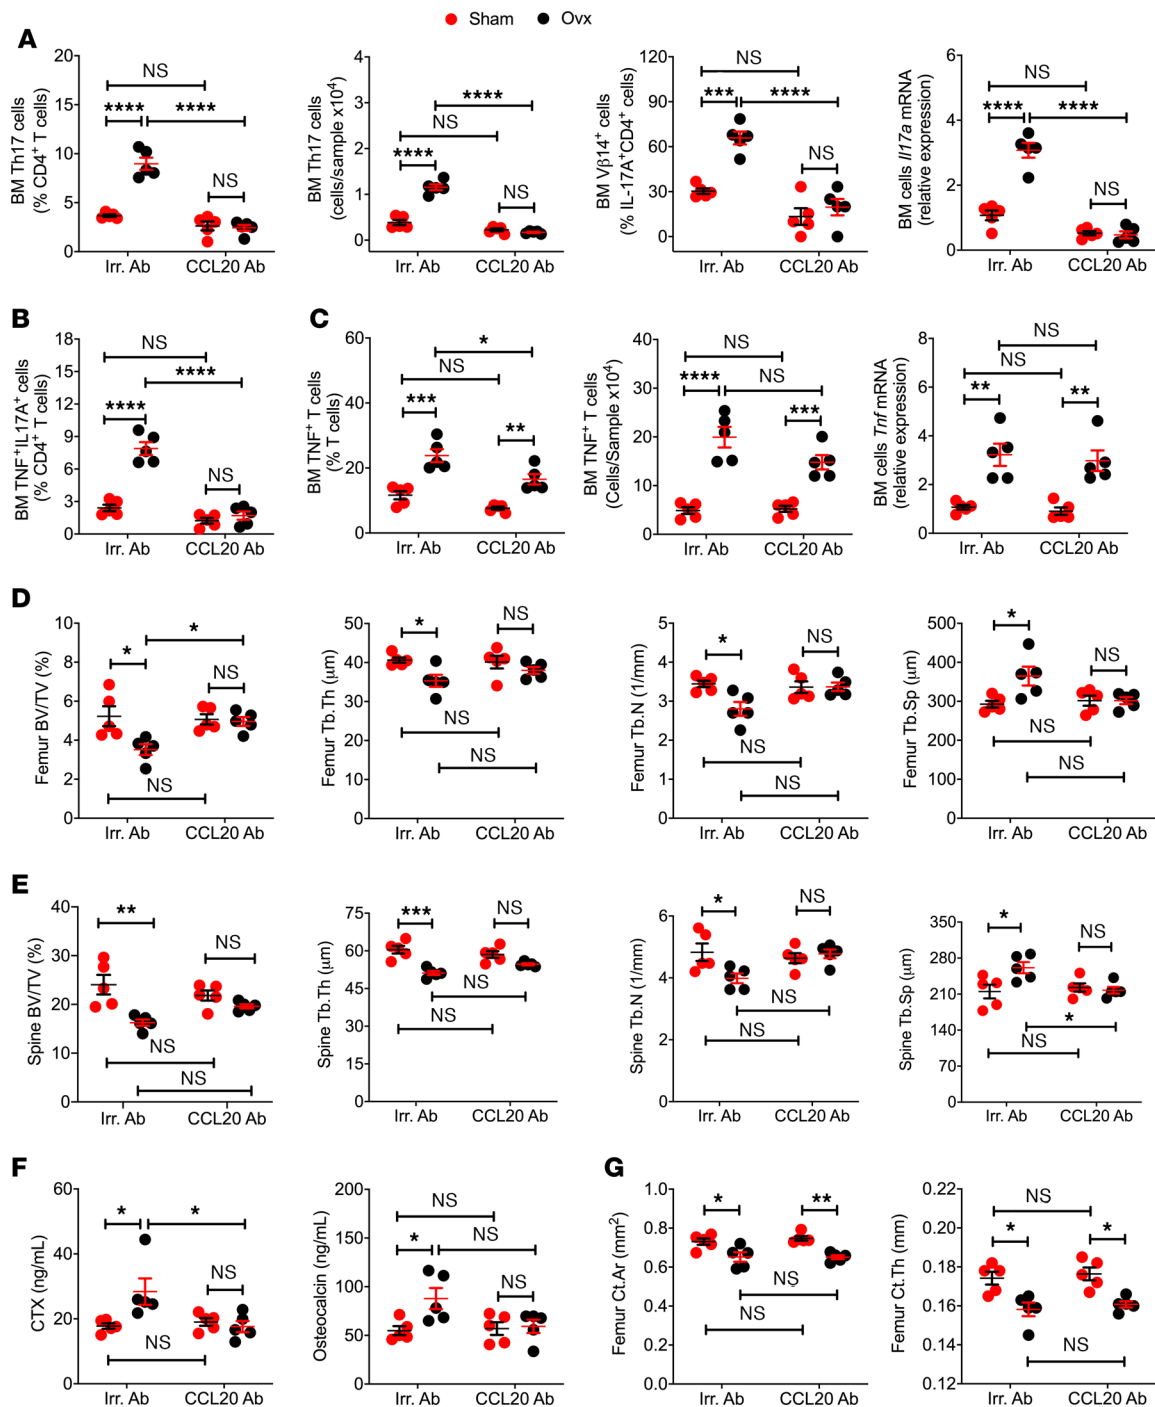 Sham Ovx
A
BM Th17 cells
(% CD4+ T cells)
20
15
10
5
0
NS
****
****
NS
Irr. Ab CCL20 Ab
BM Th17 cells
(cells/sample x10⁴)
4
3
2
1
0
****
NS
****
NS
Irr. Ab CCL20 Ab
BM Vβ14+ cells
(% IL-17A+CD4+ cells)
120
90
60
30
0
NS
***
****
NS
Irr. Ab CCL20 Ab
BM cells Il17a mRNA
(relative expression)
6
4
2
0
NS
****
****
NS
Irr. Ab CCL20 Ab
B
BM TNF+IL17A+ cells
(% CD4+ T cells)
18
15
12
9
6
3
0
NS
****
****
NS
Irr. Ab CCL20 Ab
C
BM TNF+ T cells
(% T cells)
60
40
20
0
*
NS
***
**
Irr. Ab CCL20 Ab
BM TNF+ T cells
(Cells/Sample x10⁴)
40
30
20
10
0
NS
****
NS
***
Irr. Ab CCL20 Ab
BM cells Tnf mRNA
(relative expression)
8
6
4
2
0
NS
NS
**
**
Irr. Ab CCL20 Ab
D
Femur BV/TV (%)
10
8
6
4
2
0
*
*
NS
NS
Irr. Ab CCL20 Ab
Femur Tb.Th (µm)
50
40
30
20
10
0
*
NS
NS
NS
Irr. Ab CCL20 Ab
Femur Tb.N (1/mm)
5
4
3
2
1
0
*
NS
NS
NS
Irr. Ab CCL20 Ab
Femur Tb.Sp (µm)
500
400
300
200
100
0
*
NS
NS
NS
Irr. Ab CCL20 Ab
E
Spine BV/TV (%)
40
30
20
10
0
**
NS
NS
NS
Irr. Ab CCL20 Ab
Spine Tb.Th (µm)
75
60
45
30
15
0
***
NS
NS
NS
Irr. Ab CCL20 Ab
Spine Tb.N (1/mm)
6
4
2
0
*
NS
NS
NS
Irr. Ab CCL20 Ab
Spine Tb.Sp (µm)
350
280
210
140
70
0
*
NS
*
NS
Irr. Ab CCL20 Ab
F
CTX (ng/mL)
60
40
20
0
*
*
NS
NS
Irr. Ab CCL20 Ab
Osteocalcin (ng/mL)
200
150
100
50
0
NS
*
NS
NS
Irr. Ab CCL20 Ab
G
Femur Ct.Ar (mm²)
1.0
0.8
0.6
0.4
0.2
0.0
*
**
NS
NS
Irr. Ab CCL20 Ab
Femur Ct.Th (mm)
0.22
0.20
0.18
0.16
0.14
0.12
NS
*
*
NS
Irr. Ab CCL20 Ab